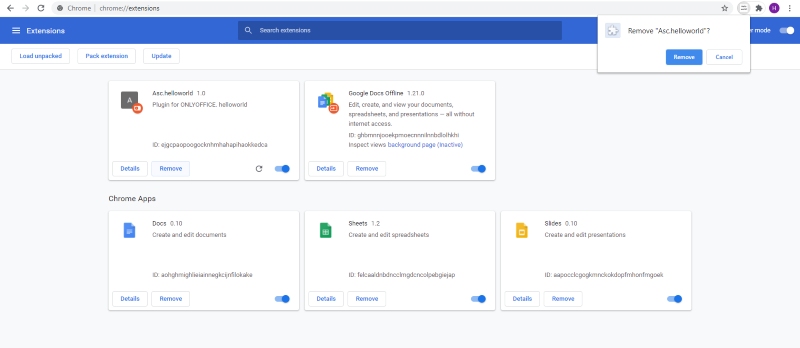 Chrome | chrome://extensions
H
Extensions
Search extensions
er mode
Remove "Asc.helloworld"?
Remove
Cancel
Load unpacked
Pack extension
Update
A
Asc.helloworld 1.0
Plugin for ONLYOFFICE. helloworld
ID: ejgcpaopoogocknhmhahapihaokkedca
Details
Remove
Google Docs Offline 1.21.0
Edit, create, and view your documents,
spreadsheets, and presentations — all without
internet access.
ID: ghbmnnjooekpmoecnnnilnnbdlolhkhi
Inspect views background page (Inactive)
Details
Remove
Chrome Apps
Docs 0.10
Create and edit documents
ID: aohghmighlieiainnegkcijnfilokake
Details
Remove
Sheets 1.2
Create and edit spreadsheets
ID: felcaaldnbdncclmgdcncolpebgiejap
Details
Remove
Slides 0.10
Create and edit presentations
ID: aapocclcgogkmnckokdopfmhonfmgoek
Details
Remove